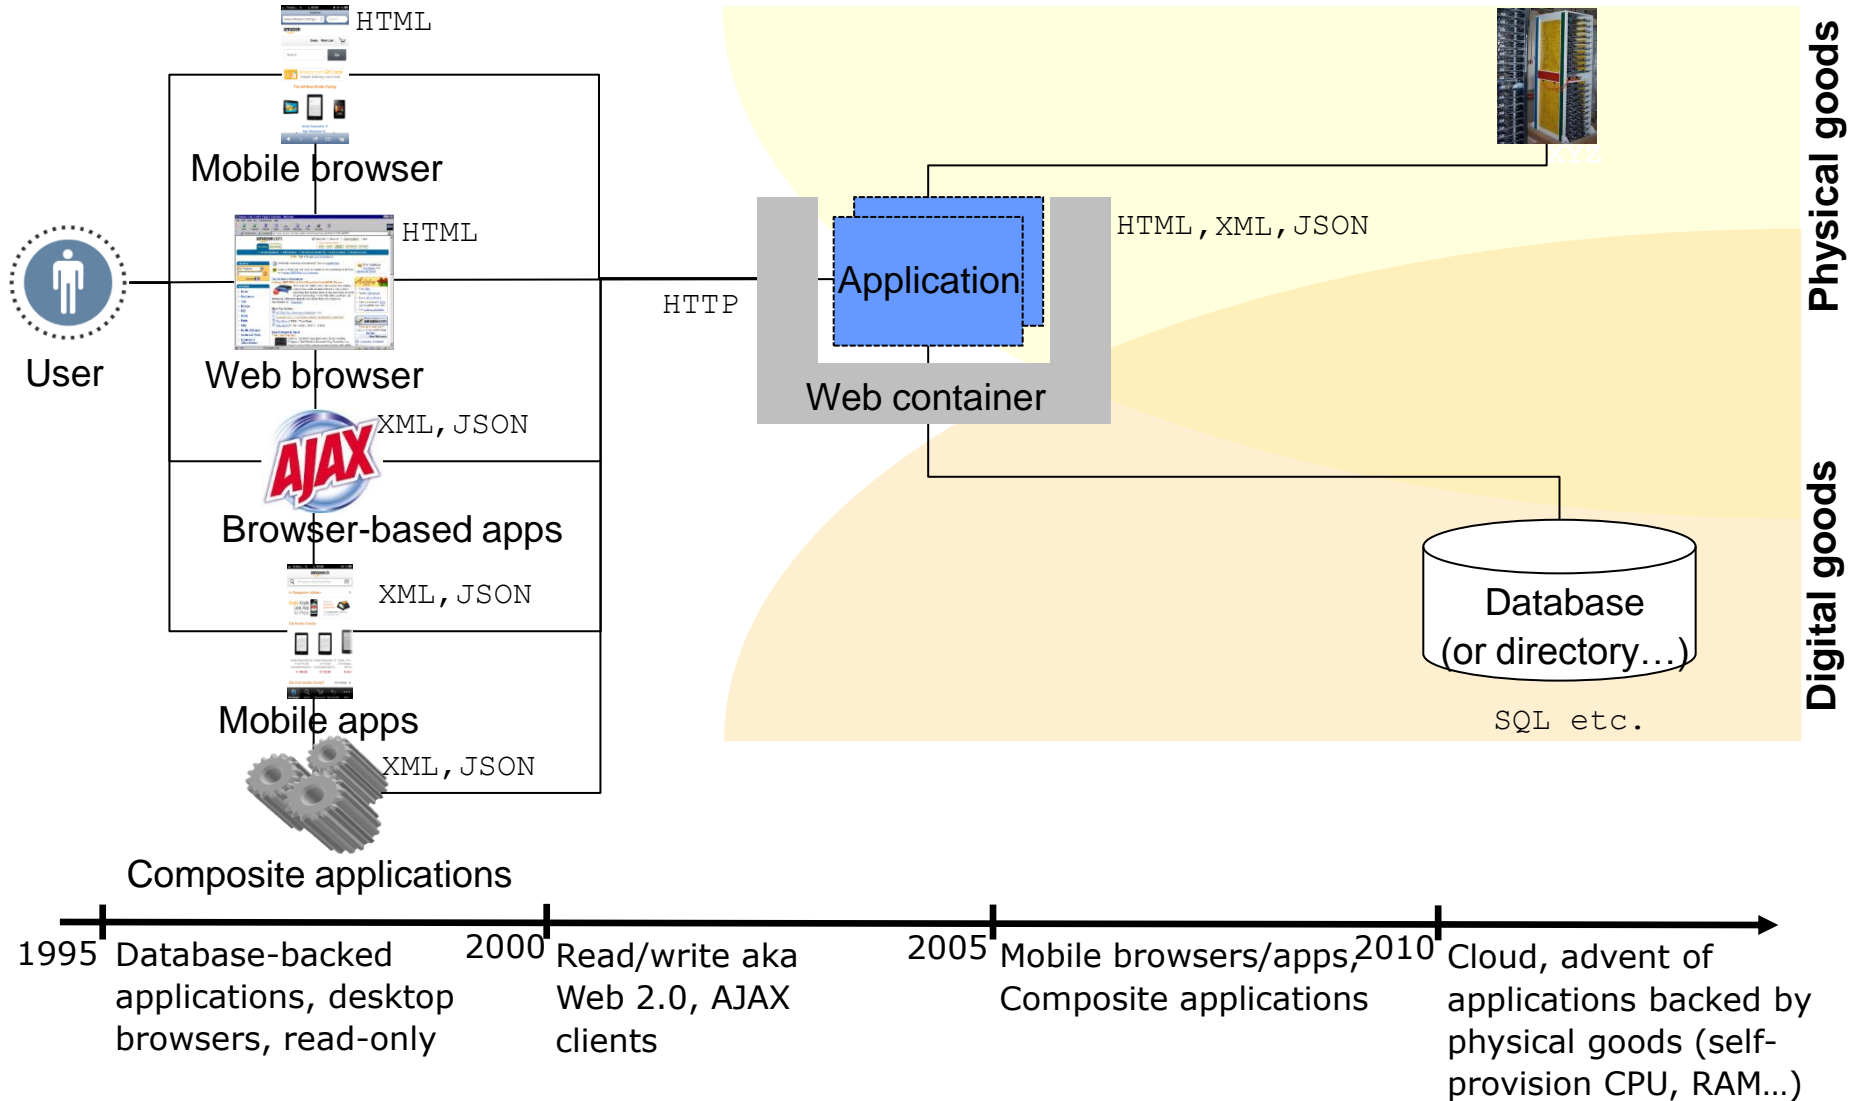 HTML
Mobile browser
HTML
User
Web browser
AJAX
XML,JSON
Browser-based apps
XML,JSON
Mobile apps
XML,JSON
Composite applications
HTTP
Application
Web container
HTML,XML,JSON
Database
(or directory…)
SQL etc.
Physical goods
Digital goods
1995
Database-backed
applications, desktop
browsers, read-only
2000
Read/write aka
Web 2.0, AJAX
clients
2005
Mobile browsers/apps,
Composite applications
2010
Cloud, advent of
applications backed by
physical goods (self-
provision CPU, RAM…)